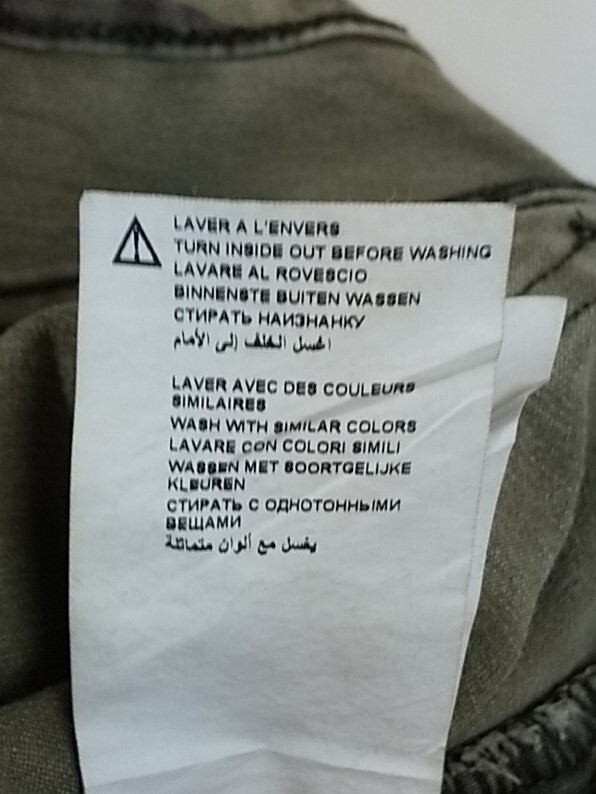 LAVER A L'ENVERS
TURN INSIDE OUT BEFORE WASHING
LAVARE AL ROVESCIO
BINNENSTE BUITEN WASSEN
СТИРАТЬ НАИЗНАНКУ
اغسل الخلف إلى الأمام
LAVER AVEC DES COULEURS
SIMILAIRES
WASH WITH SIMILAR COLORS
LAVARE CON COLORI SIMILI
WASSEN MET SOORTGELIJKE
KLEUREN
СТИРАТЬ С ОДНОТОННЫМИ
ВЕЩАМИ
يغسل مع ألوان متماثلة